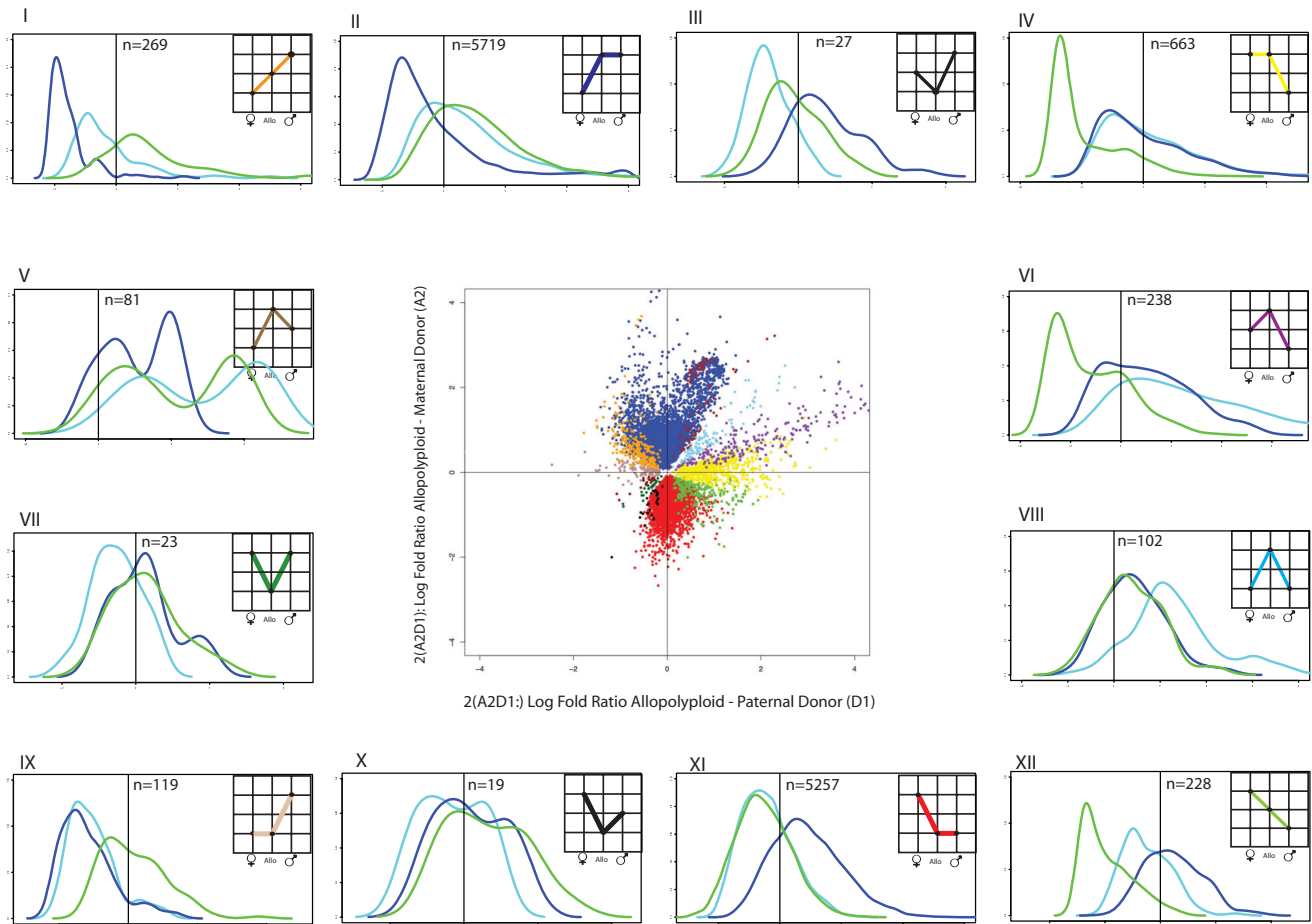 I
n=269
♀ Allo ♂
II
n=5719
♀ Allo ♂
III
n=27
♀ Allo ♂
IV
n=663
♀ Allo ♂
V
n=81
♀ Allo ♂
2(A2D1): Log Fold Ratio Allopolyploid - Maternal Donor (A2)
4
2
0
-2
-4
-4 -2 0 2 4
2(A2D1:) Log Fold Ratio Allopolyploid - Paternal Donor (D1)
VI
n=238
♀ Allo ♂
VII
n=23
♀ Allo ♂
VIII
n=102
♀ Allo ♂
IX
n=119
♀ Allo ♂
X
n=19
♀ Allo ♂
XI
n=5257
♀ Allo ♂
XII
n=228
♀ Allo ♂